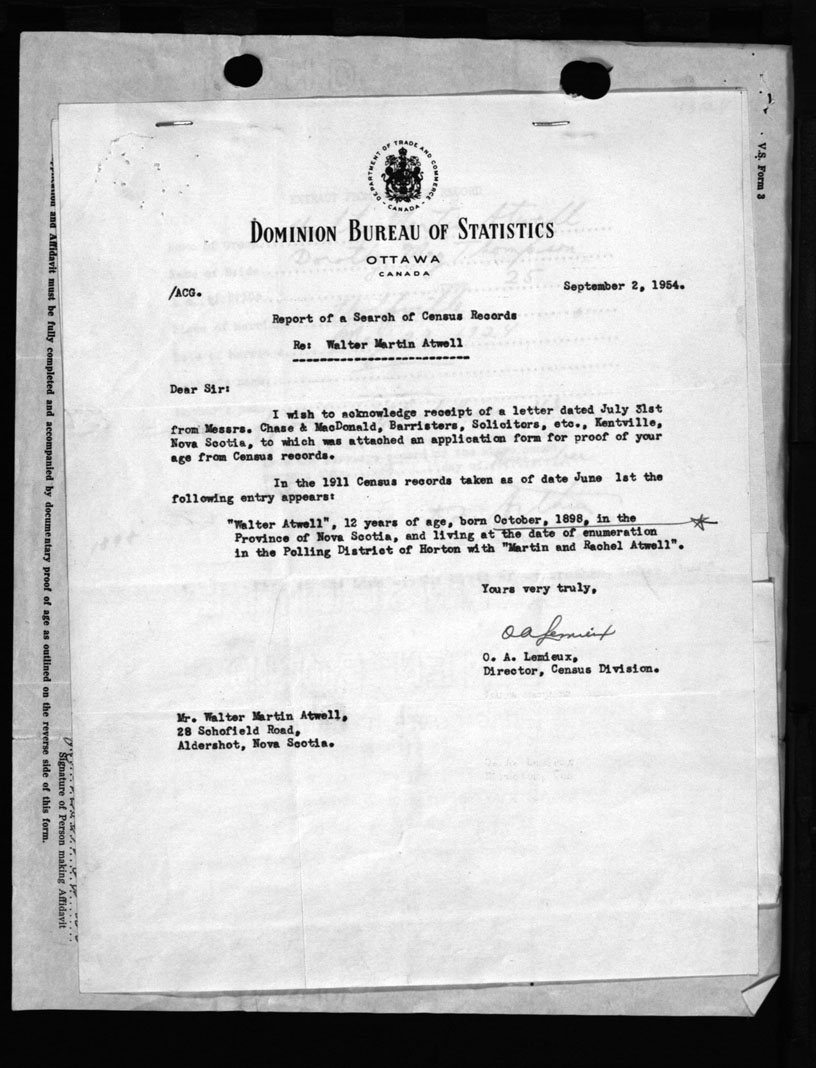 V.S. Form 3
DEPARTMENT OF TRADE AND COMMERCE
- CANADA -
DOMINION BUREAU OF STATISTICS
OTTAWA
CANADA
/ACG.
September 2, 1954.
Report of a Search of Census Records
Re: Walter Martin Atwell
Dear Sir:
I wish to acknowledge receipt of a letter dated July 31st
from Messrs. Chase & MacDonald, Barristers, Solicitors, etc., Kentville,
Nova Scotia, to which was attached an application form for proof of your
age from Census records.
In the 1911 Census records taken as of date June 1st the
following entry appears:
"Walter Atwell", 12 years of age, born October, 1898, in the
Province of Nova Scotia, and living at the date of enumeration
in the Polling District of Horton with "Martin and Rachel Atwell".
Yours very truly,
O A Lemieux
O. A. Lemieux,
Director, Census Division.
Mr. Walter Martin Atwell,
28 Schofield Road,
Aldershot, Nova Scotia.
and Affidavit must be fully completed and accompanied by documentary proof of age as outlined on the reverse side of this form.
Signature of Person making Affidavit